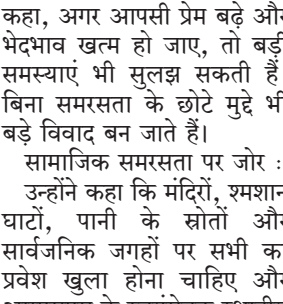 कहा, अगर आपसी प्रेम बढ़े और
भेदभाव खत्म हो जाए, तो बड़ी
समस्याएं भी सुलझ सकती हैं
बिना समरसता के छोटे मुद्दे भी
बड़े विवाद बन जाते हैं।
सामाजिक समरसता पर जोर :
उन्होंने कहा कि मंदिरों, श्मशान
घाटों, पानी के स्रोतों और
सार्वजनिक जगहों पर सभी का
प्रवेश खुला होना चाहिए और